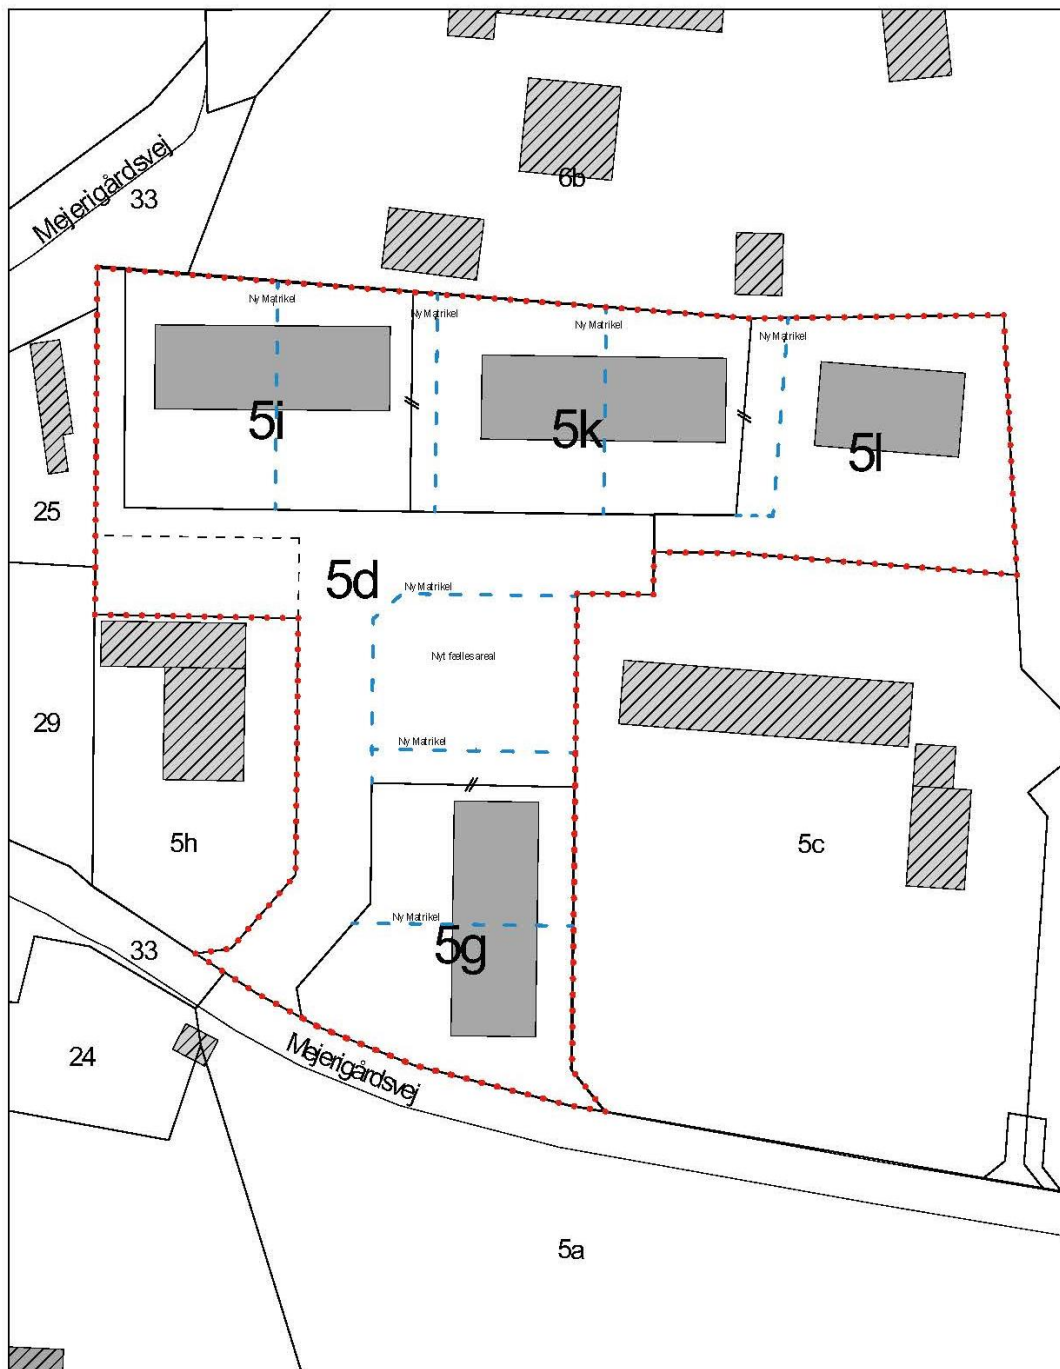 6b
Mejerigårdsvej
33
Ny Matrikel
Ny Matrikel
Ny Matrikel
Ny Matrikel
5i
5k
5l
25
5d
Ny Matrikel
Nyt fællesareal
29
Ny Matrikel
5h
5c
Ny Matrikel
5g
33
24
Mejerigårdsvej
5a